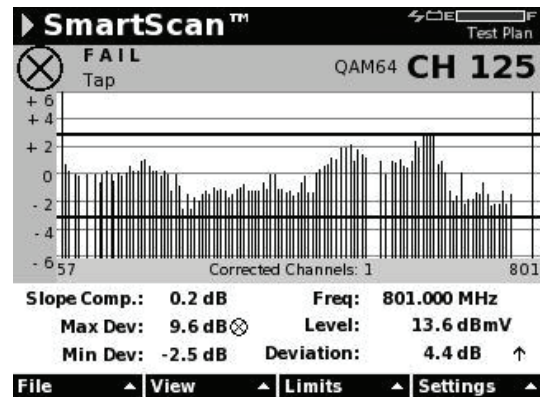 SmartScan™
E F
Test Plan
FAIL
Tap
QAM64 CH 125
+ 6
+ 4
+ 2
0
- 2
- 4
- 6
57 Corrected Channels: 1 801
Slope Comp.: 0.2 dB Freq: 801.000 MHz
Max Dev: 9.6 dB Level: 13.6 dBmV
Min Dev: -2.5 dB Deviation: 4.4 dB
File View Limits Settings